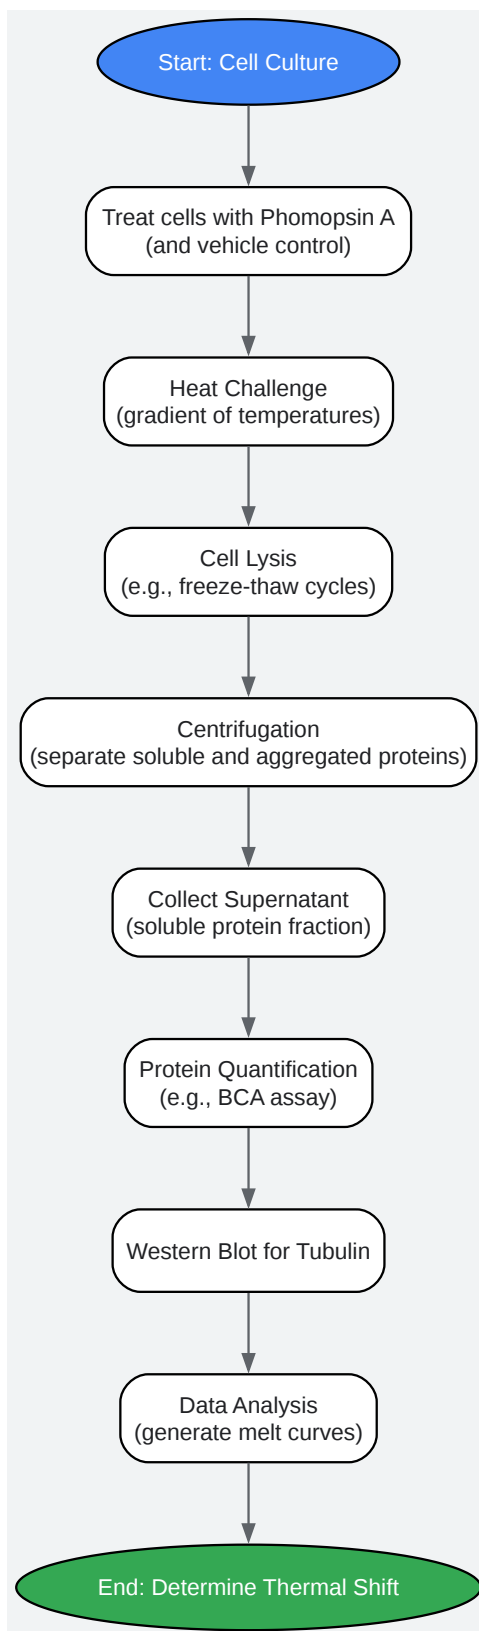 Start: Cell Culture
Treat cells with Phomopsin A
(and vehicle control)
Heat Challenge
(gradient of temperatures)
Cell Lysis
(e.g., freeze-thaw cycles)
Centrifugation
(separate soluble and aggregated proteins)
Collect Supernatant
(soluble protein fraction)
Protein Quantification
(e.g., BCA assay)
Western Blot for Tubulin
Data Analysis
(generate melt curves)
End: Determine Thermal Shift